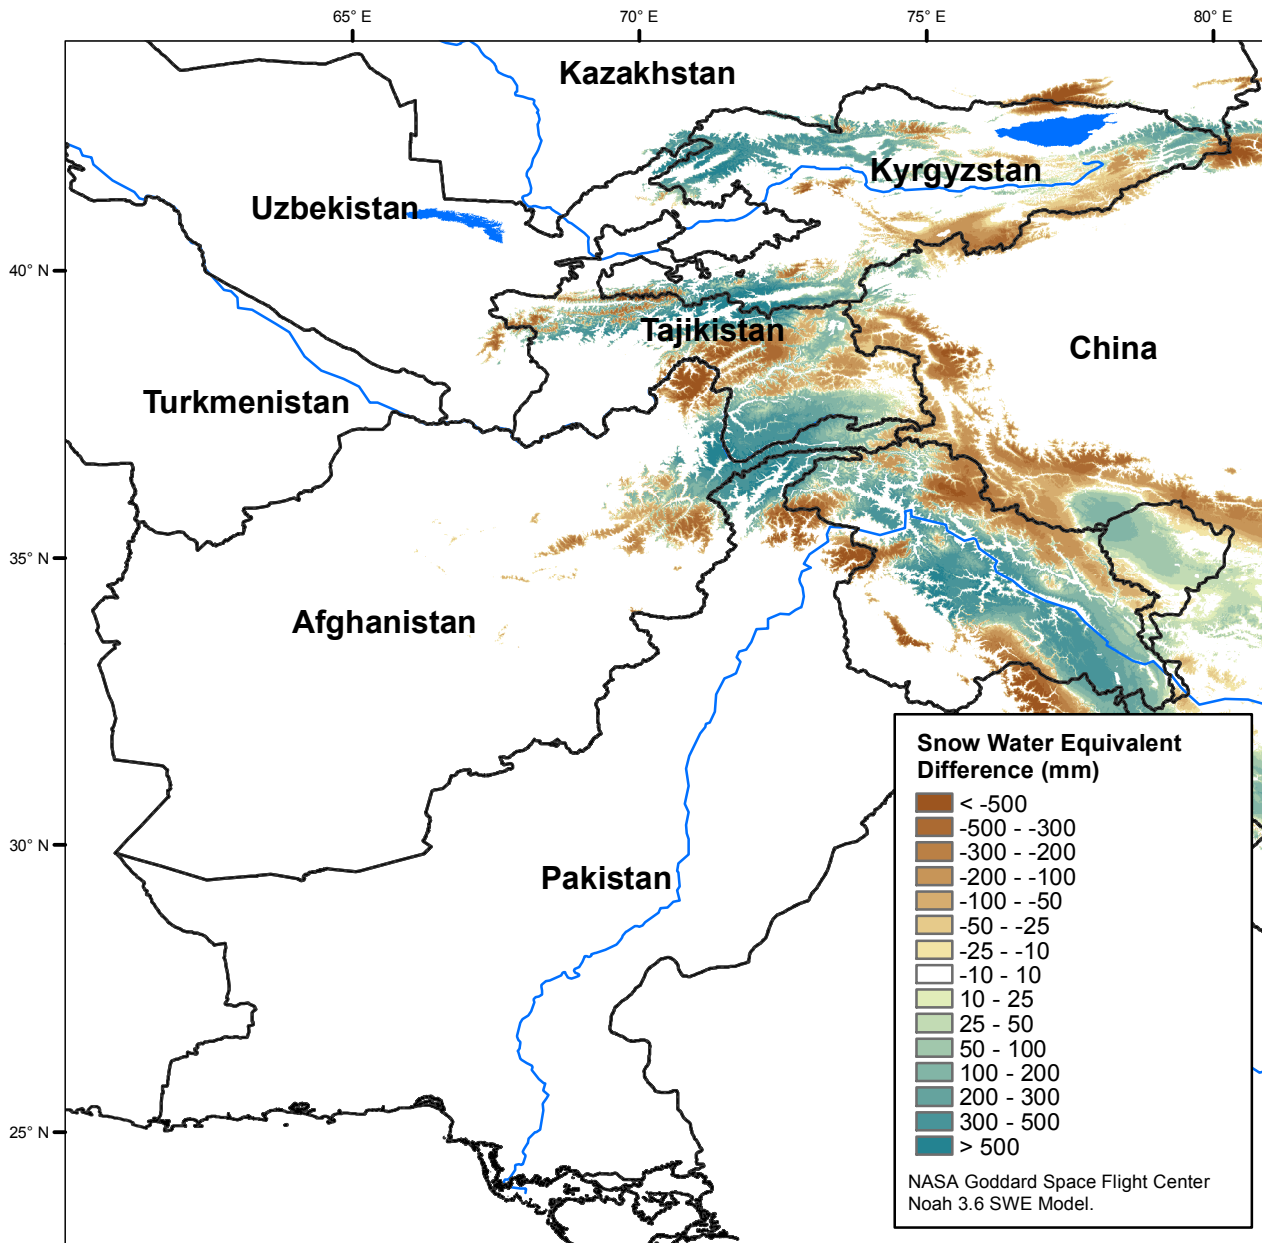 65° E
70° E
75° E
80° E
Kazakhstan
Kyrgyzstan
Uzbekistan
40° N
Tajikistan
China
Turkmenistan
35° N
Afghanistan
30° N
Pakistan
25° N
Snow Water Equivalent
Difference (mm)
< -500
-500 - -300
-300 - -200
-200 - -100
-100 - -50
-50 - -25
-25 - -10
-10 - 10
10 - 25
25 - 50
50 - 100
100 - 200
200 - 300
300 - 500
> 500
NASA Goddard Space Flight Center
Noah 3.6 SWE Model.